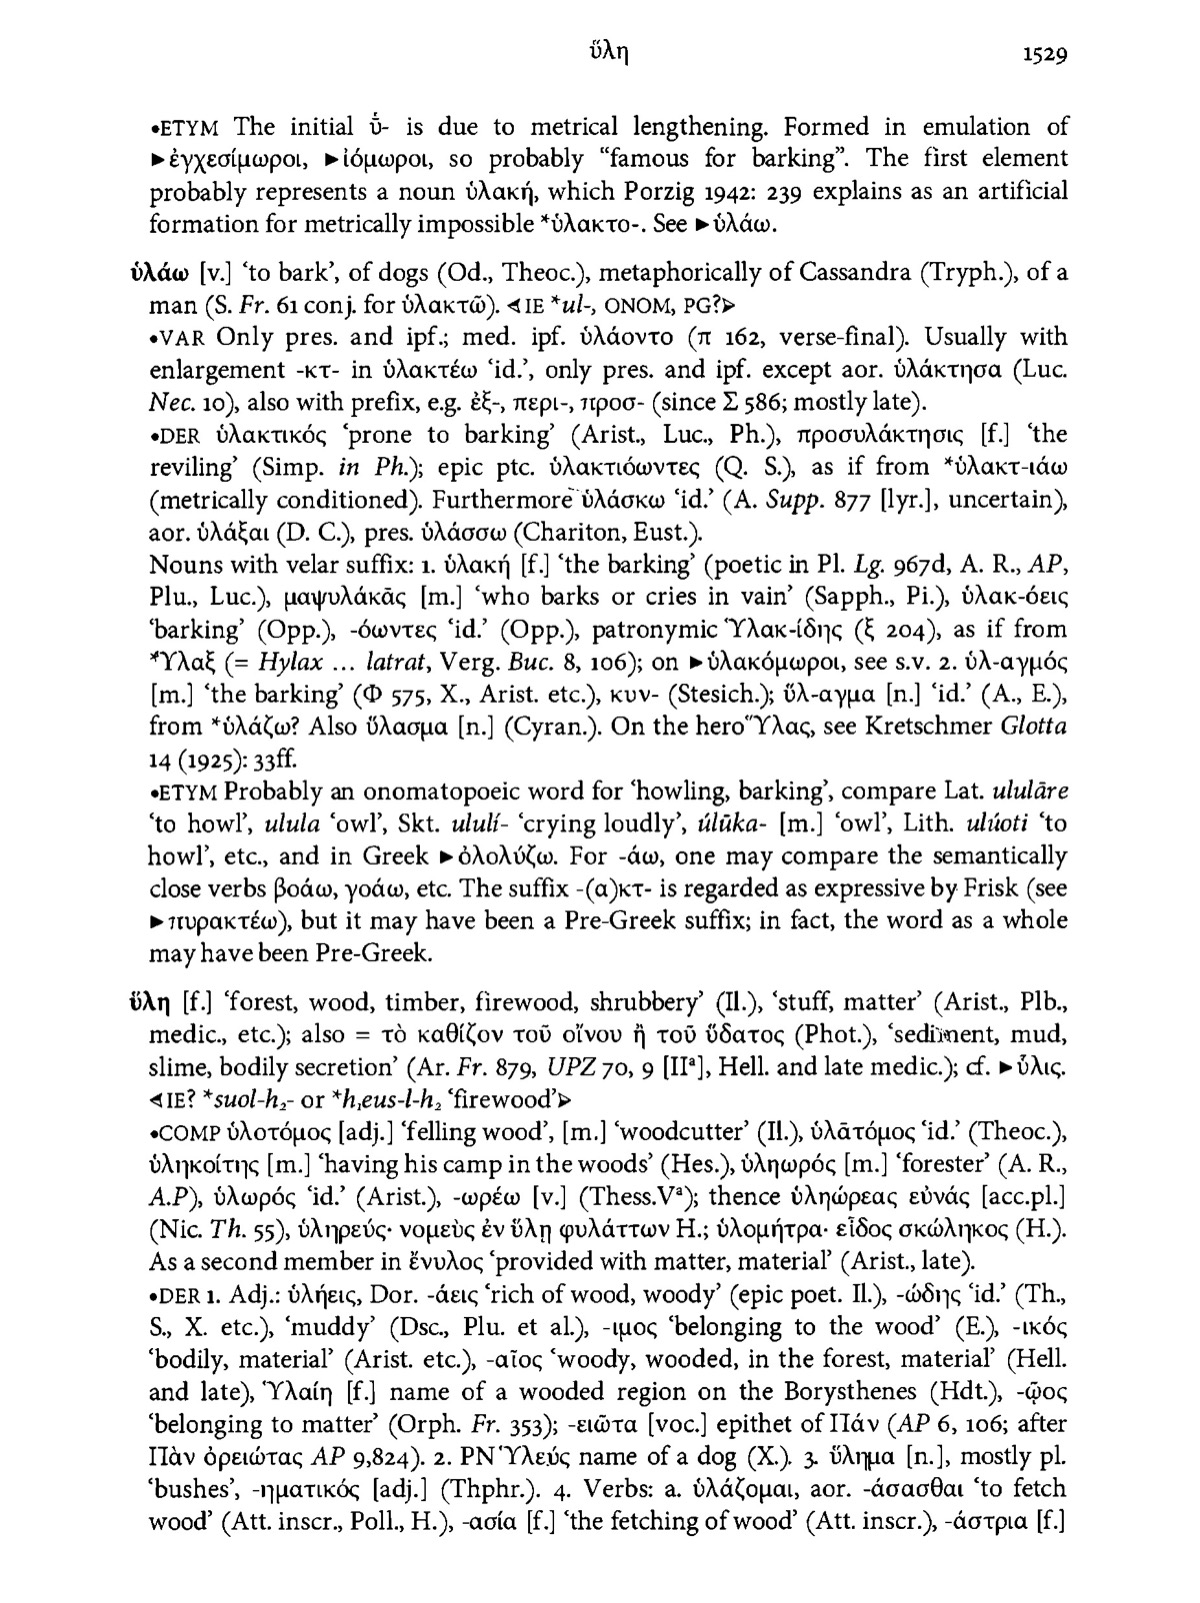 ὕλη 1529
•ETYM The initial ὑ̄- is due to metrical lengthening. Formed in emulation of
►ἐγχεσίμωροι, ►ἰόμωροι, so probably “famous for barking”. The first element
probably represents a noun ὑλακή, which Porzig 1942: 239 explains as an artificial
formation for metrically impossible *ὑλακτο-. See ►ὑλάω.
ὑλάω [v.] ‘to bark’, of dogs (Od., Theoc.), metaphorically of Cassandra (Tryph.), of a
man (S. Fr. 61 conj. for ὑλακτῶ). ◄IE *ul-, ONOM, PG?►
•VAR Only pres. and ipf.; med. ipf. ὑλάοντο (π 162, verse-final). Usually with
enlargement -κτ- in ὑλακτέω ‘id.’, only pres. and ipf. except aor. ὑλάκτησα (Luc.
Nec. 10), also with prefix, e.g. ἐξ-, περι-, προσ- (since Σ 586; mostly late).
•DER ὑλακτικός ‘prone to barking’ (Arist., Luc., Ph.), προσυλάκτησις [f.] ‘the
reviling’ (Simp. in Ph.); epic ptc. ὑλακτιόωντες (Q. S.), as if from *ὑλακτ-ιάω
(metrically conditioned). Furthermore ὑλάσκω ‘id.’ (A. Supp. 877 [lyr.], uncertain),
aor. ὑλάξαι (D. C.), pres. ὑλάσσω (Chariton, Eust.).
Nouns with velar suffix: 1. ὑλακή [f.] ‘the barking’ (poetic in Pl. Lg. 967d, A. R., AP,
Plu., Luc.), μαψυλάκᾱς [m.] ‘who barks or cries in vain’ (Sapph., Pi.), ὑλακ-όεις
‘barking’ (Opp.), -όωντες ‘id.’ (Opp.), patronymic Ὑλακ-ίδης (ξ 204), as if from
*Ὕλαξ (= Hylax ... latrat, Verg. Buc. 8, 106); on ►ὑλακόμωροι, see s.v. 2. ὑλ-αγμός
[m.] ‘the barking’ (Φ 575, X., Arist. etc.), κυν- (Stesich.); ὕλ-αγμα [n.] ‘id.’ (A., E.),
from *ὑλάζω? Also ὕλασμα [n.] (Cyran.). On the hero Ὕλας, see Kretschmer Glotta
14 (1925): 33ff.
•ETYM Probably an onomatopoeic word for ‘howling, barking’, compare Lat. ululāre
‘to howl’, ulula ‘owl’, Skt. ululí- ‘crying loudly’, úlūka- [m.] ‘owl’, Lith. ulúoti ‘to
howl’, etc., and in Greek ►ὀλολύζω. For -άω, one may compare the semantically
close verbs βοάω, γοάω, etc. The suffix -(α)κτ- is regarded as expressive by Frisk (see
►πυρακτέω), but it may have been a Pre-Greek suffix; in fact, the word as a whole
may have been Pre-Greek.
ὕλη [f.] ‘forest, wood, timber, firewood, shrubbery’ (Il.), ‘stuff, matter’ (Arist., Plb.,
medic., etc.); also = τὸ καθίζον τοῦ οἴνου ἢ τοῦ ὕδατος (Phot.), ‘sediment, mud,
slime, bodily secretion’ (Ar. Fr. 879, UPZ 70, 9 [IIᵃ], Hell. and late medic.); cf. ►ὗλις.
◄IE? *suol-h₂- or *h₁eus-l-h₂ ‘firewood’►
•COMP ὑλοτόμος [adj.] ‘felling wood’, [m.] ‘woodcutter’ (Il.), ὑλᾱτόμος ‘id.’ (Theoc.),
ὑληκοίτης [m.] ‘having his camp in the woods’ (Hes.), ὑληωρός [m.] ‘forester’ (A. R.,
A.P), ὑλωρός ‘id.’ (Arist.), -ωρέω [v.] (Thess.Vᵃ); thence ὑληώρεας εὐνάς [acc.pl.]
(Nic. Th. 55), ὑληρεύς· νομεὺς ἐν ὕλῃ φυλάττων H.; ὑλομήτρα· εἶδος σκώληκος (H.).
As a second member in ἔνυλος ‘provided with matter, material’ (Arist., late).
•DER 1. Adj.: ὑλήεις, Dor. -άεις ‘rich of wood, woody’ (epic poet. Il.), -ώδης ‘id.’ (Th.,
S., X. etc.), ‘muddy’ (Dsc., Plu. et al.), -ιμος ‘belonging to the wood’ (E.), -ικός
‘bodily, material’ (Arist. etc.), -αῖος ‘woody, wooded, in the forest, material’ (Hell.
and late), Ὑλαίη [f.] name of a wooded region on the Borysthenes (Hdt.), -ῷος
‘belonging to matter’ (Orph. Fr. 353); -ειῶτα [voc.] epithet of Πάν (AP 6, 106; after
Πὰν ὀρειώτας AP 9,824). 2. PN Ὑλεύς name of a dog (X.). 3. ὕλημα [n.], mostly pl.
‘bushes’, -ηματικός [adj.] (Thphr.). 4. Verbs: a. ὑλάζομαι, aor. -άσασθαι ‘to fetch
wood’ (Att. inscr., Poll., H.), -ασία [f.] ‘the fetching of wood’ (Att. inscr.), -άστρια [f.]